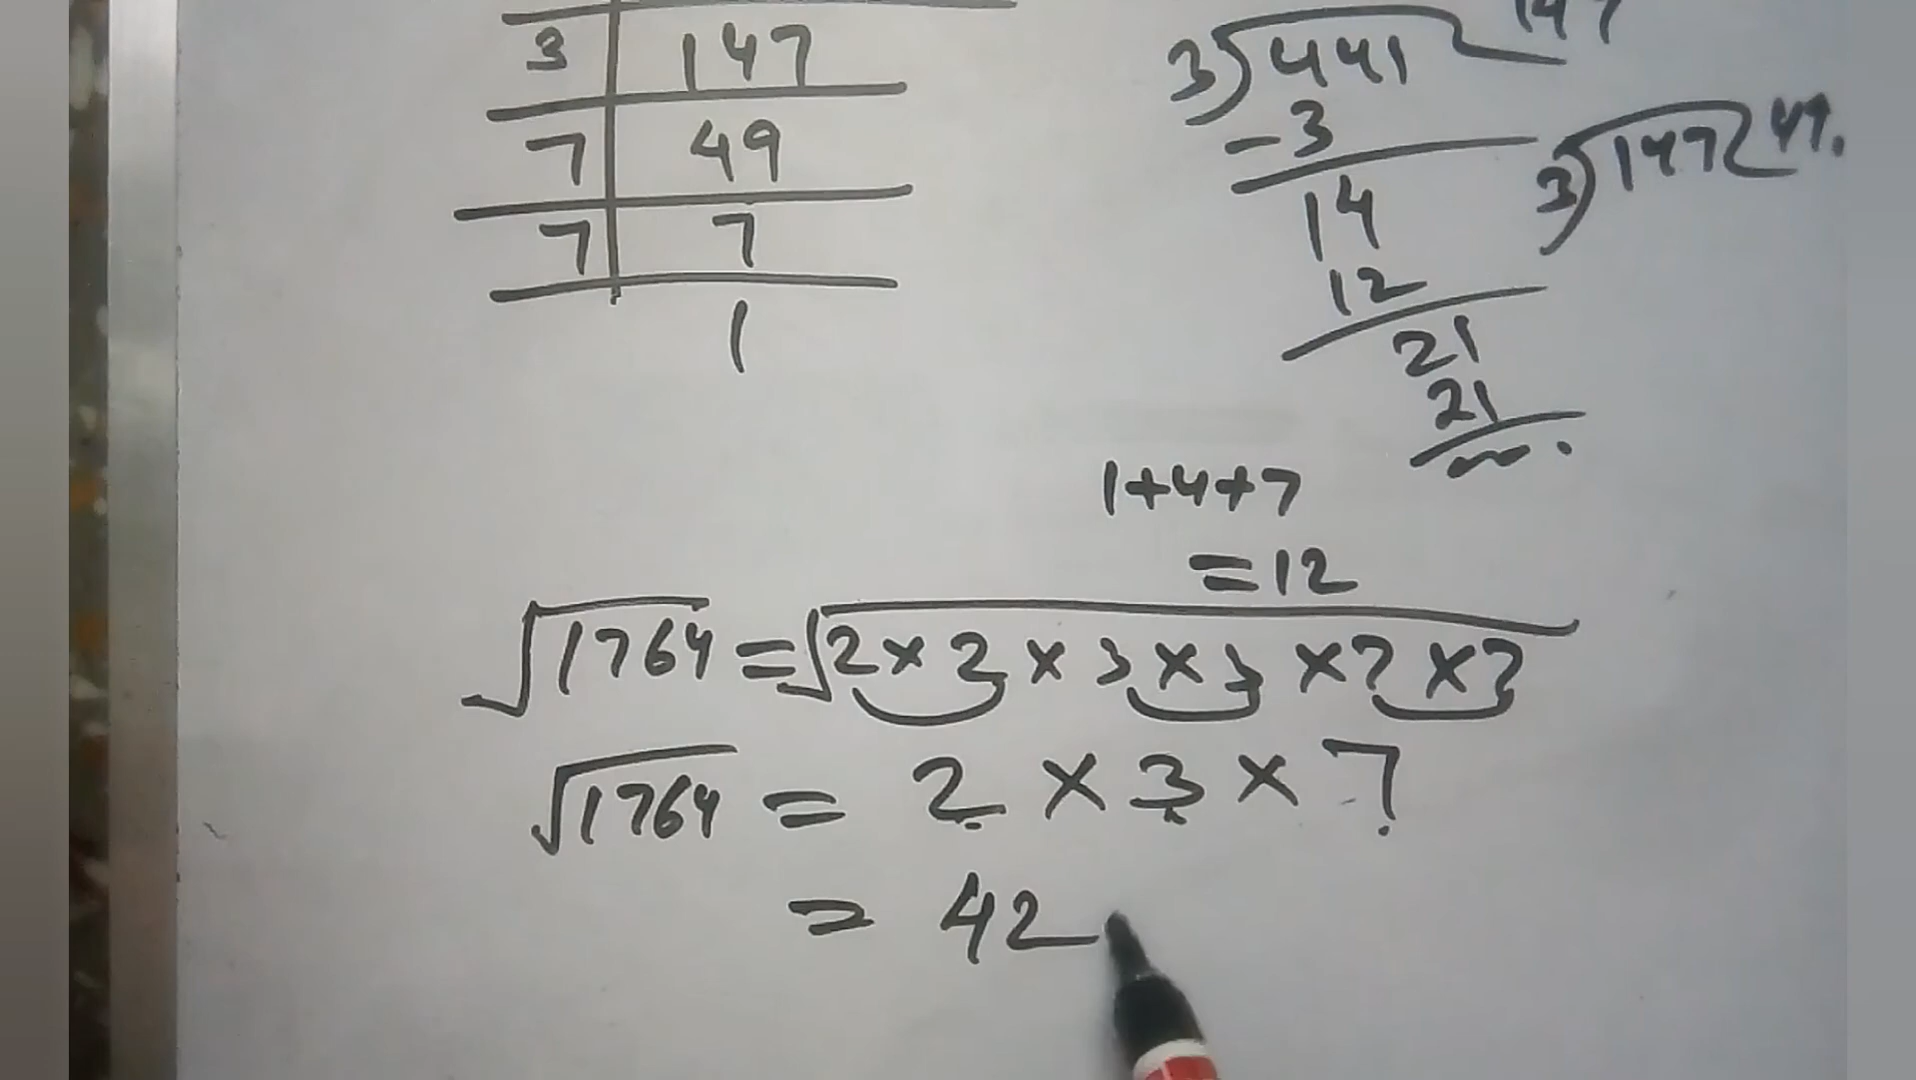 3 | 147
7 | 49
7 | 7
1
147
3)441
-3
14
12
21
21
3)147(49.
1+4+7
=12
√1764 = √2×2×3×3×7×7
√1764 = 2×3×7
= 42